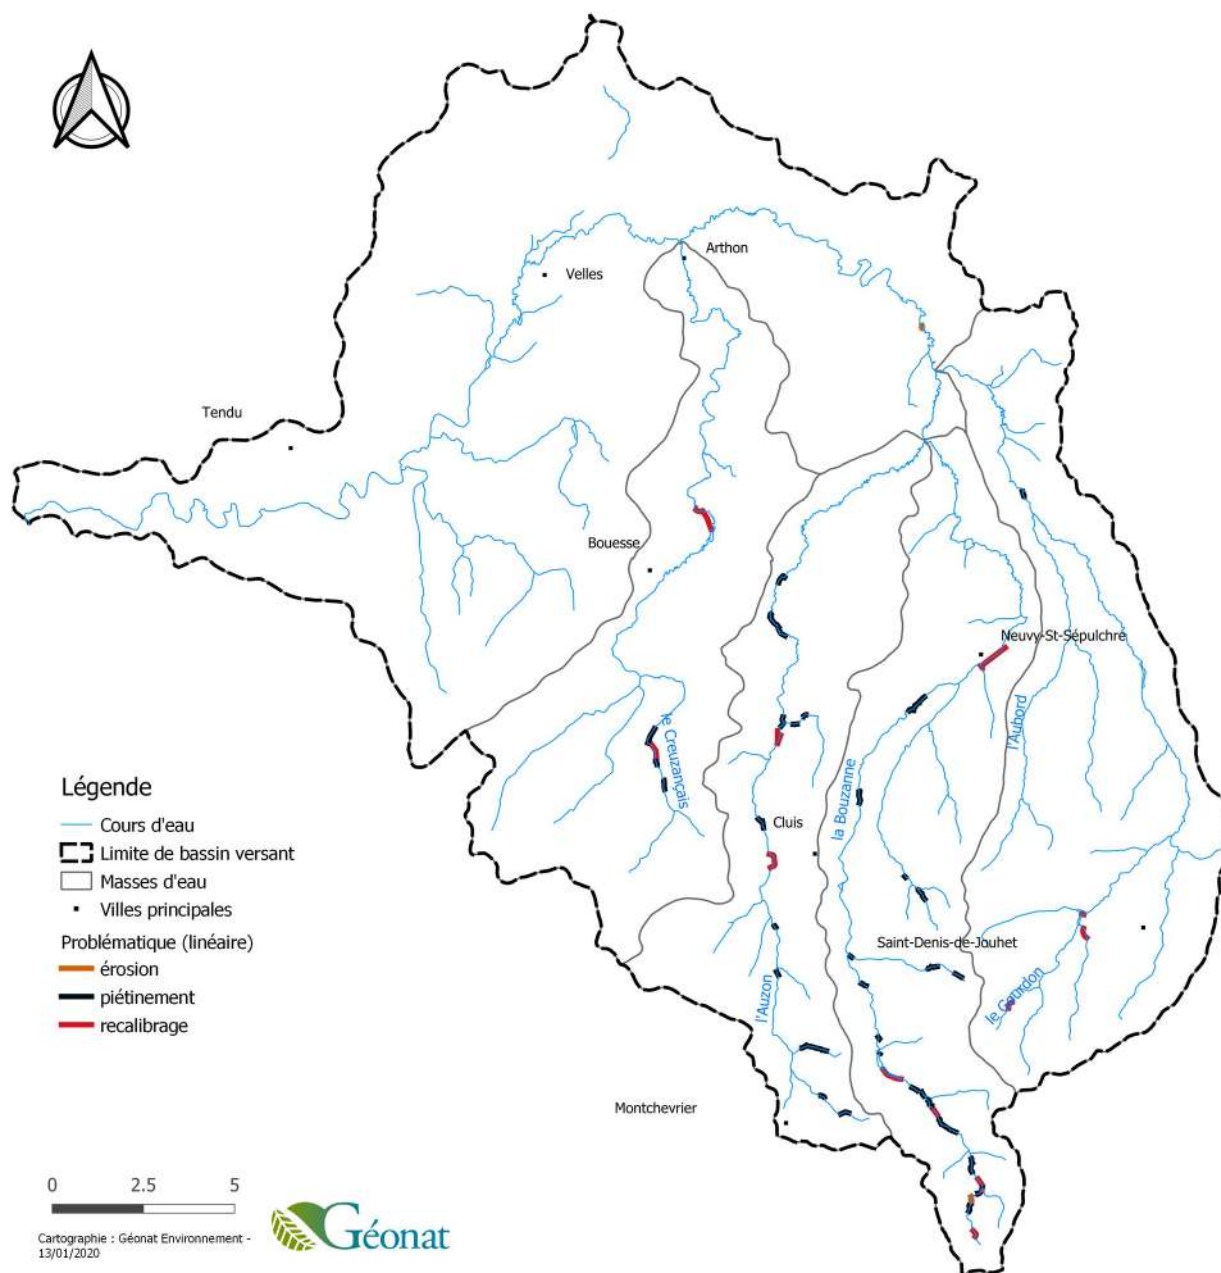 Arthon
Velles
Tendu
Bouesse
Neuvy-St-Sépulchre
l'Aubord
le Creuzançais
la Bouzanne
Cluis
Saint-Denis-de-Jouhet
le Gourdon
l'Auzon
Montchevrier
Légende
Cours d'eau
Limite de bassin versant
Masses d'eau
Villes principales
Problématique (linéaire)
érosion
piétinement
recalibrage
0 2.5 5
Cartographie : Géonat Environnement -
13/01/2020
Géonat